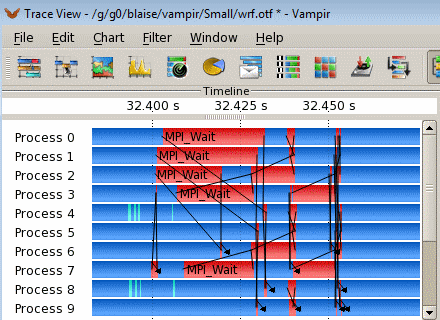 Trace View - /g/g0/blaise/vampir/Small/wrf.otf * - Vampir
File Edit Chart Filter Window Help
Timeline
32.400 s 32.425 s 32.450 s
Process 0 MPI_Wait
Process 1 MPI_Wait
Process 2 MPI_Wait
Process 3 MPI_Wait
Process 4
Process 5
Process 6
Process 7 MPI_Wait
Process 8
Process 9